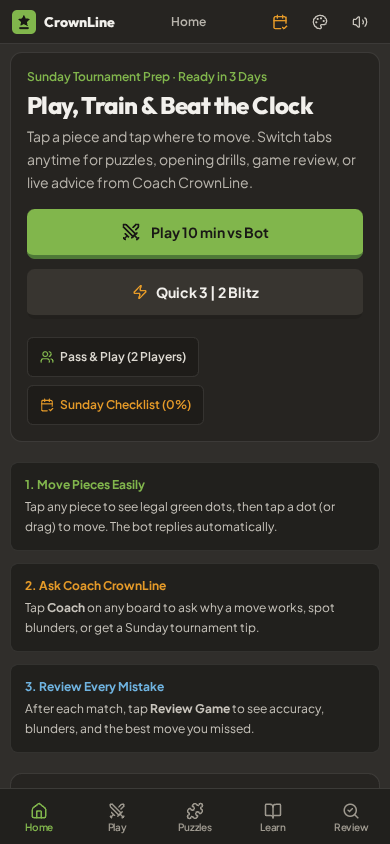 CrownLine
Home
Sunday Tournament Prep · Ready in 3 Days
Play, Train & Beat the Clock
Tap a piece and tap where to move. Switch tabs
anytime for puzzles, opening drills, game review, or
live advice from Coach CrownLine.
Play 10 min vs Bot
Quick 3 | 2 Blitz
Pass & Play (2 Players)
Sunday Checklist (0%)
1. Move Pieces Easily
Tap any piece to see legal green dots, then tap a dot (or
drag) to move. The bot replies automatically.
2. Ask Coach CrownLine
Tap Coach on any board to ask why a move works, spot
blunders, or get a Sunday tournament tip.
3. Review Every Mistake
After each match, tap Review Game to see accuracy,
blunders, and the best move you missed.
Home
Play
Puzzles
Learn
Review